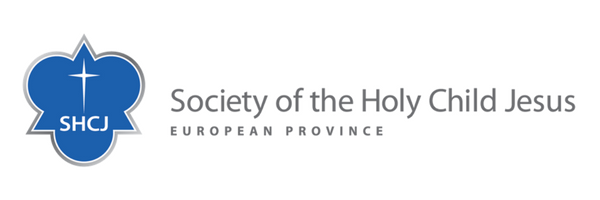 SHCJ
Society of the Holy Child Jesus
EUROPEAN PROVINCE